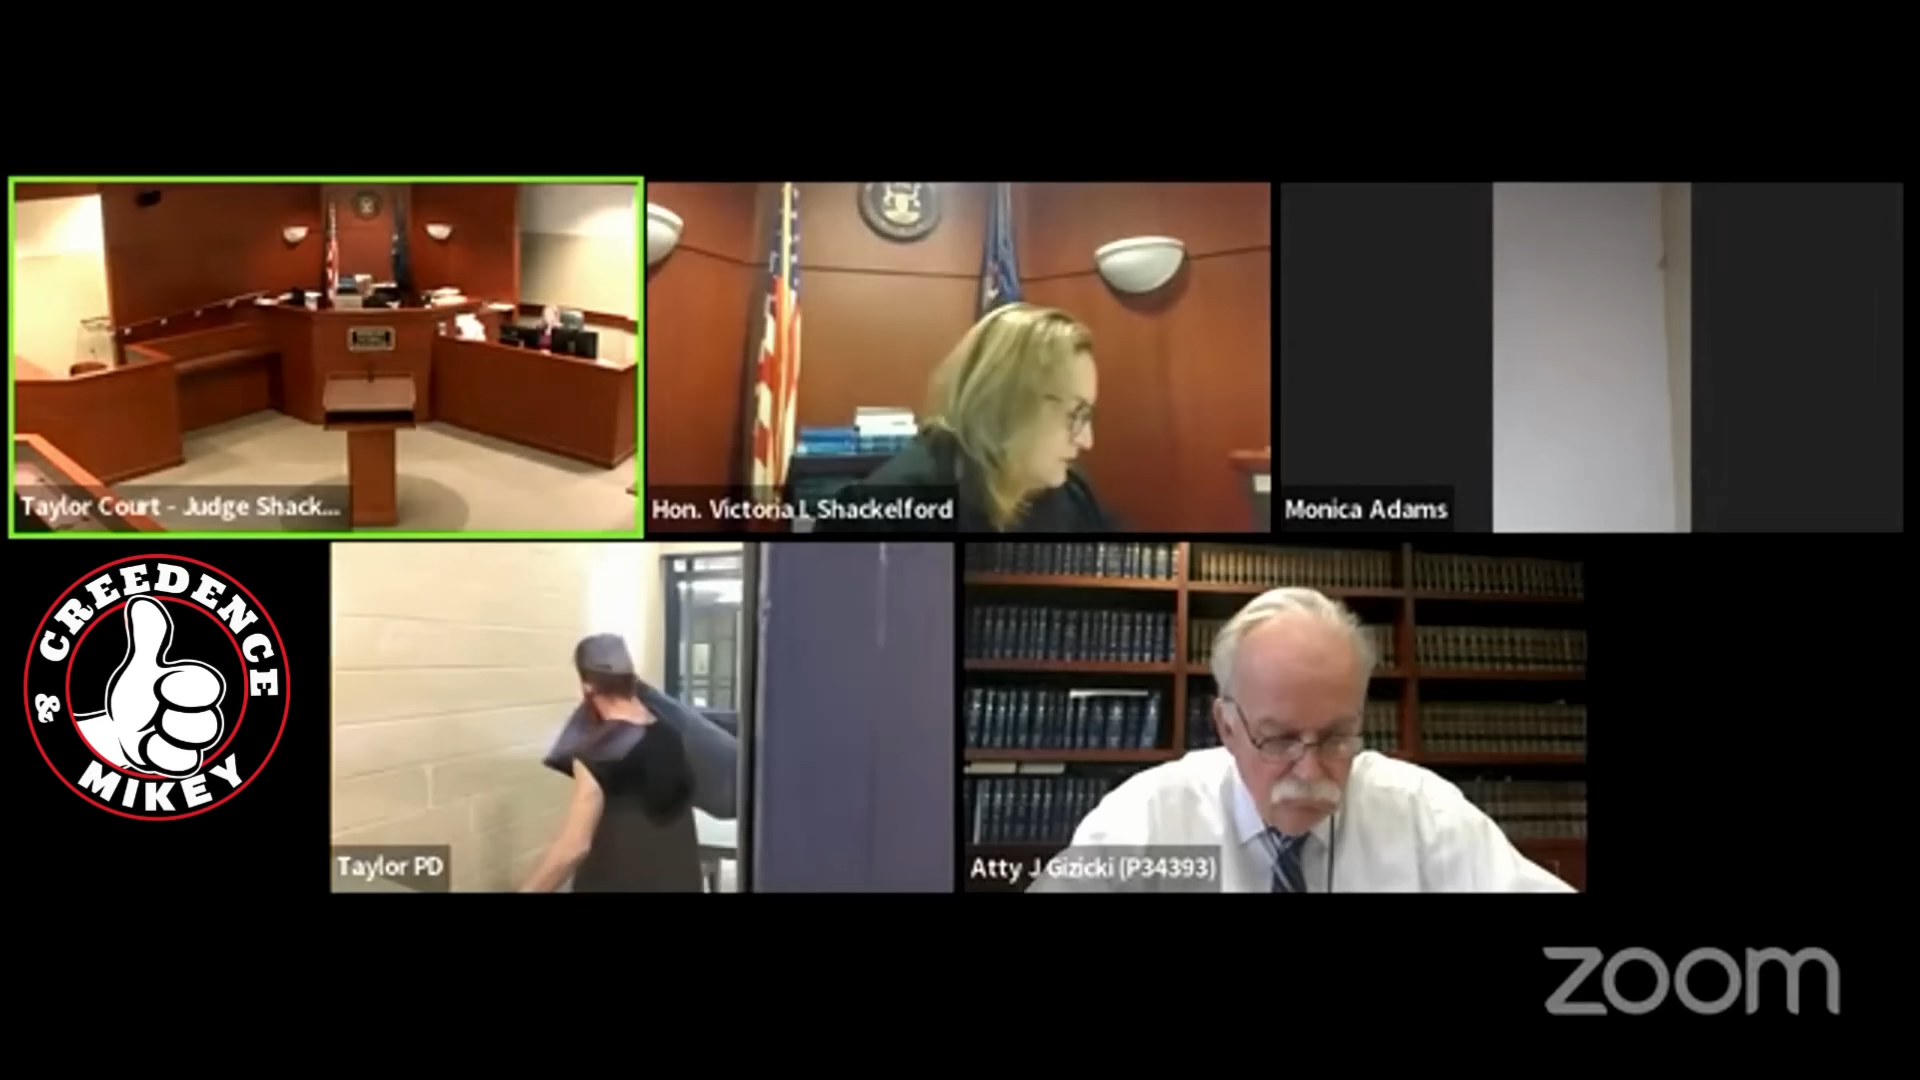 Taylor Court - Judge Shack...
Hon. Victoria L Shackelford
Monica Adams
CREEDENCE
& MIKEY
Taylor PD
Atty J Gizicki (P34393)
zoom